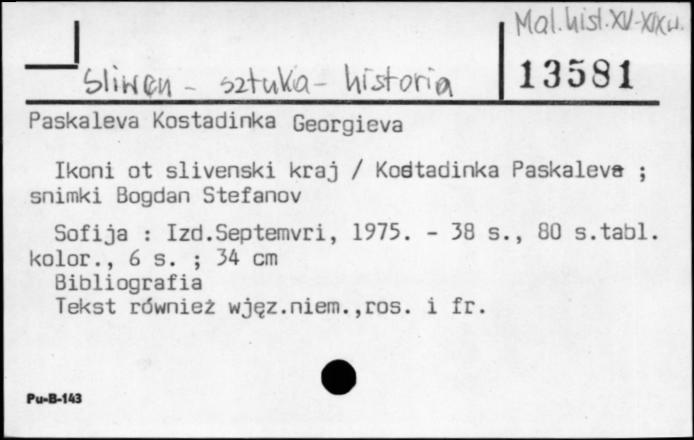 Mal. hist. XV-XIX w.
Sliwen - sztuka - historia
13581
Paskaleva Kostadinka Georgieva
Ikoni ot slivenski kraj / Kostadinka Paskaleva ;
snimki Bogdan Stefanov
Sofija : Izd.Septemvri, 1975. - 38 s., 80 s.tabl.
kolor., 6 s. ; 34 cm
Bibliografia
Tekst również wjęz.niem.,ros. i fr.
Pu-B-143